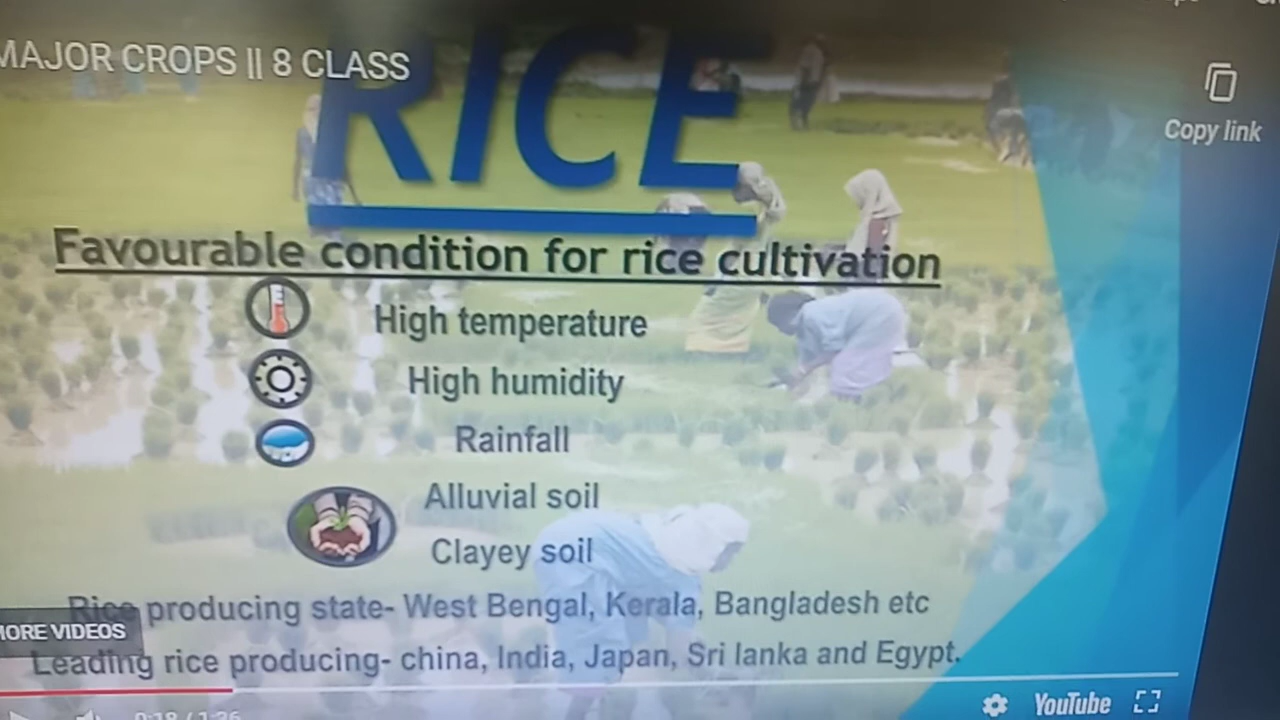 MAJOR CROPS || 8 CLASS
RICE
Copy link
Favourable condition for rice cultivation
High temperature
High humidity
Rainfall
Alluvial soil
Clayey soil
Rice producing state- West Bengal, Kerala, Bangladesh etc
MORE VIDEOS
Leading rice producing- china, India, Japan, Sri lanka and Egypt.
YouTube